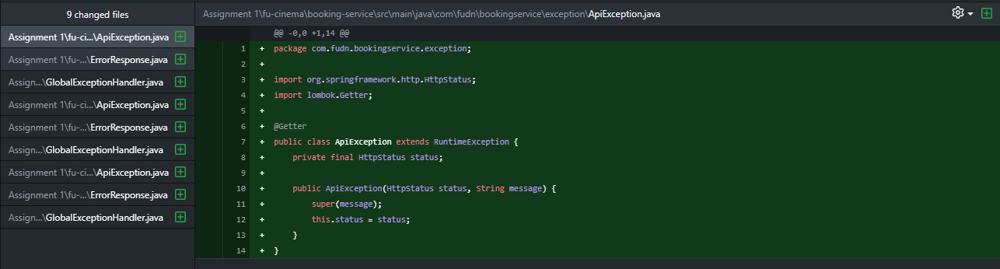 9 changed files
Assignment 1\fu-ci...\ApiException.java
Assignment 1\fu-...\ErrorResponse.java
Assign...\GlobalExceptionHandler.java
Assignment 1\fu-ci...\ApiException.java
Assignment 1\fu-...\ErrorResponse.java
Assign...\GlobalExceptionHandler.java
Assignment 1\fu-ci...\ApiException.java
Assignment 1\fu-...\ErrorResponse.java
Assign...\GlobalExceptionHandler.java
Assignment 1\fu-cinema\booking-service\src\main\java\com\fudn\bookingservice\exception\ApiException.java
@@ -0,0 +1,14 @@
1 + package com.fudn.bookingservice.exception;
2 +
3 + import org.springframework.http.HttpStatus;
4 + import lombok.Getter;
5 +
6 + @Getter
7 + public class ApiException extends RuntimeException {
8 +     private final HttpStatus status;
9 +
10 +     public ApiException(HttpStatus status, String message) {
11 +         super(message);
12 +         this.status = status;
13 +     }
14 + }